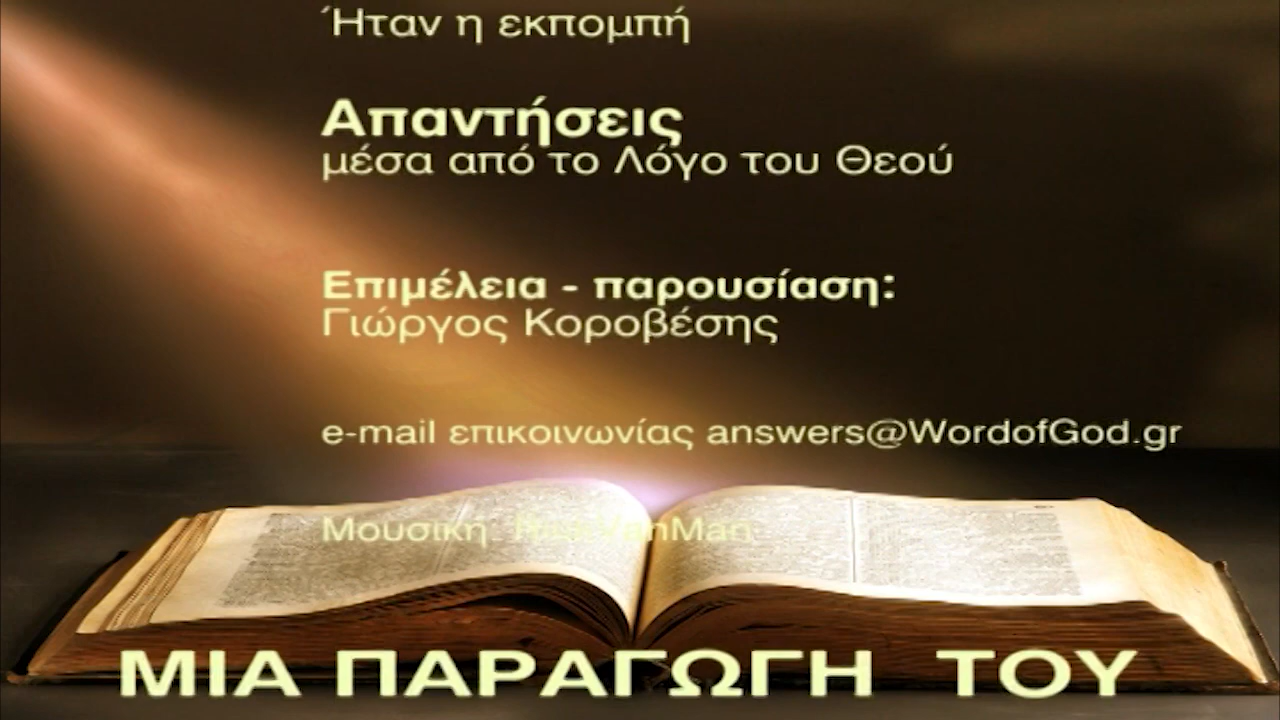 Ήταν η εκπομπή
Απαντήσεις
μέσα από το Λόγο του Θεού
Επιμέλεια - παρουσίαση:
Γιώργος Κοροβέσης
e-mail επικοινωνίας answers@WordofGod.gr
Μουσική:
ΜΙΑ ΠΑΡΑΓΩΓΗ ΤΟΥ